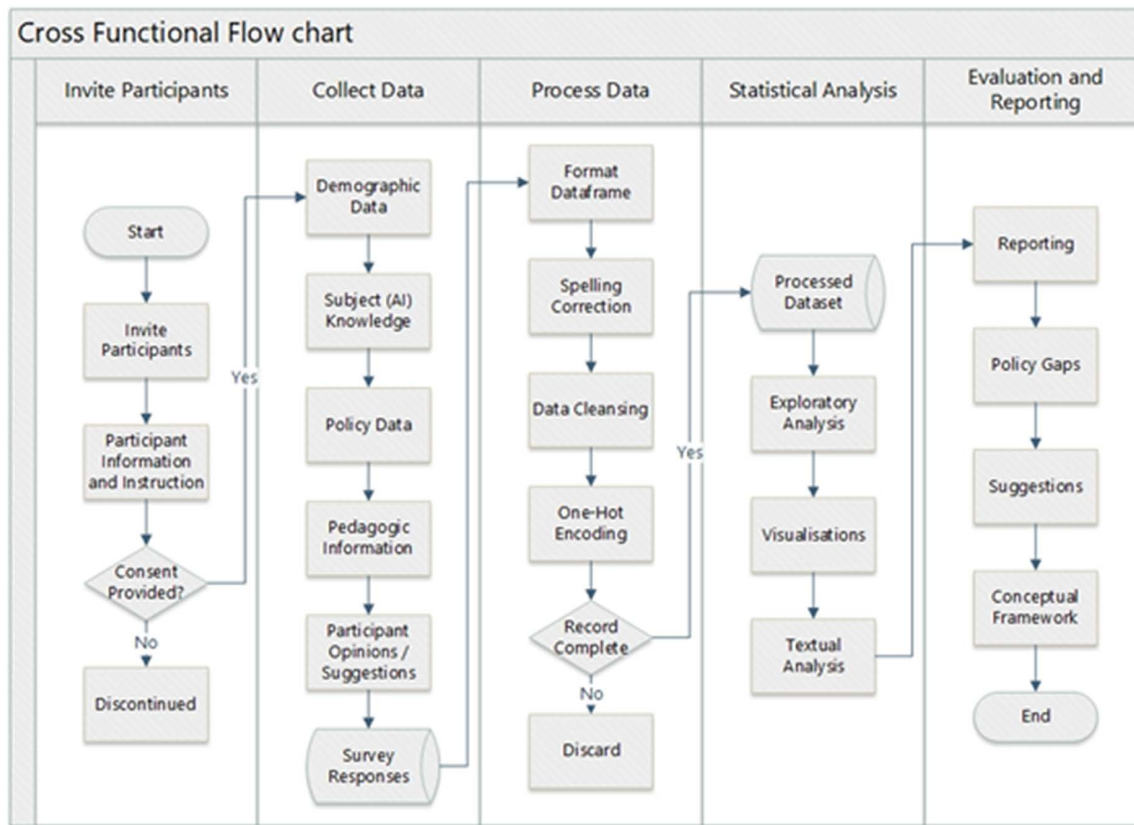 Cross Functional Flow chart
Invite Participants
Collect Data
Process Data
Statistical Analysis
Evaluation and
Reporting
Start
Invite
Participants
Participant
Information
and Instruction
Consent
Provided?
No
Discontinued
Yes
Demographic
Data
Subject (AI)
Knowledge
Policy Data
Pedagogic
Information
Participant
Opinions /
Suggestions
Survey
Responses
Format
Dataframe
Spelling
Correction
Data Cleansing
One-Hot
Encoding
Record
Complete
No
Discard
Yes
Processed
Dataset
Exploratory
Analysis
Visualisations
Textual
Analysis
Reporting
Policy Gaps
Suggestions
Conceptual
Framework
End